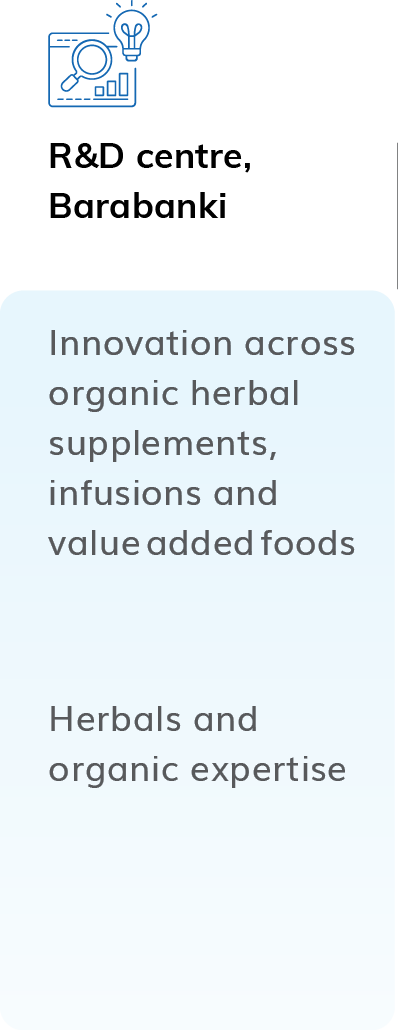 R&D centre,
Barabanki
Innovation across
organic herbal
supplements,
infusions and
value added foods
Herbals and
organic expertise